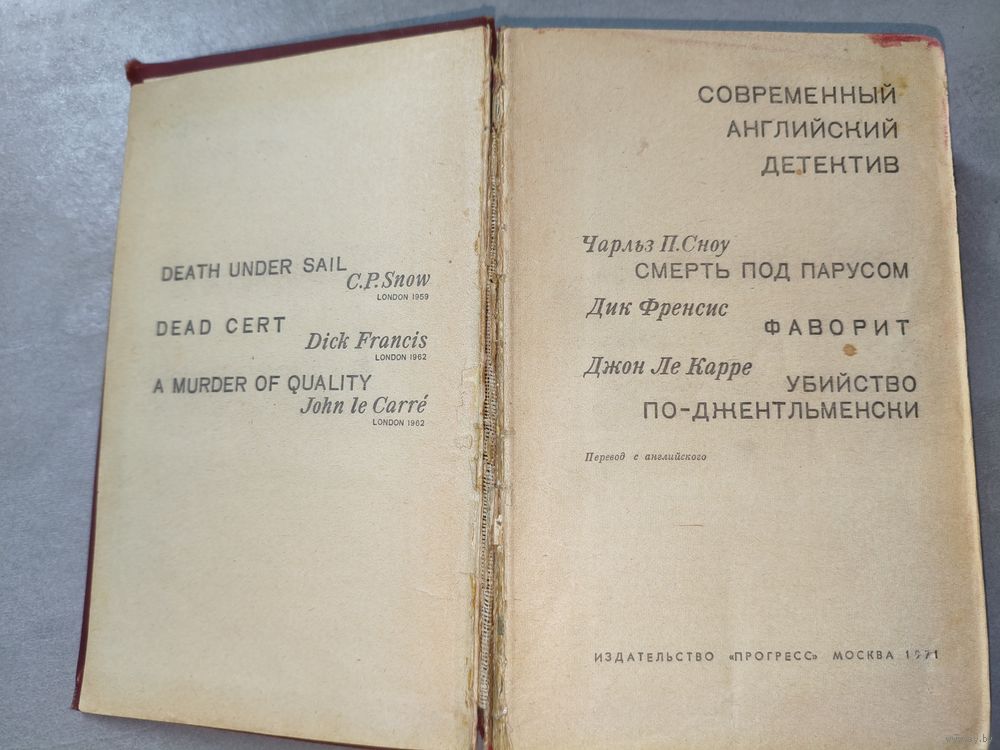 DEATH UNDER SAIL
C.P.Snow
LONDON 1959
DEAD CERT
Dick Francis
LONDON 1962
A MURDER OF QUALITY
John le Carré
LONDON 1962
СОВРЕМЕННЫЙ
АНГЛИЙСКИЙ
ДЕТЕКТИВ
Чарльз П.Сноу
СМЕРТЬ ПОД ПАРУСОМ
Дик Френсис
ФАВОРИТ
Джон Ле Карре
УБИЙСТВО
ПО-ДЖЕНТЛЬМЕНСКИ
Перевод с английского
ИЗДАТЕЛЬСТВО «ПРОГРЕСС» МОСКВА 1971